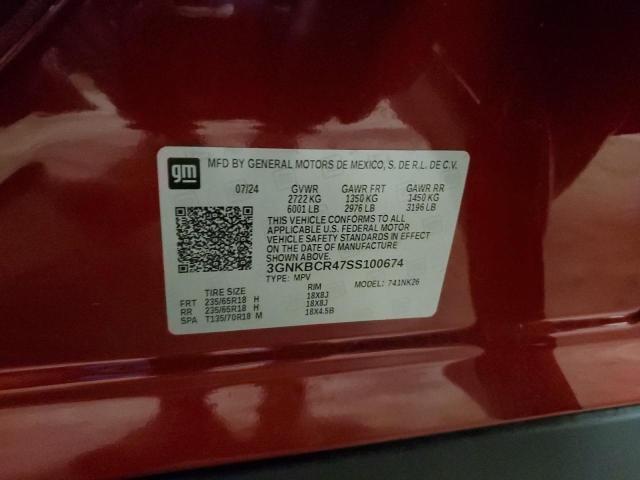 gm
MFD BY GENERAL MOTORS DE MEXICO, S. DE R.L. DE C.V.
07/24 GVWR GAWR FRT GAWR RR
2722 KG 1350 KG 1450 KG
6001 LB 2976 LB 3196 LB
THIS VEHICLE CONFORMS TO ALL
APPLICABLE U.S. FEDERAL MOTOR
VEHICLE SAFETY STANDARDS IN EFFECT
ON THE DATE OF MANUFACTURE
SHOWN ABOVE
3GNKBCR47SS100674
TYPE: MPV MODEL: 741NK26
TIRE SIZE RIM
FRT 235/65R18 H 18X8J
RR 235/65R18 H 18X8J
SPA T135/70R18 M 18X4.5B